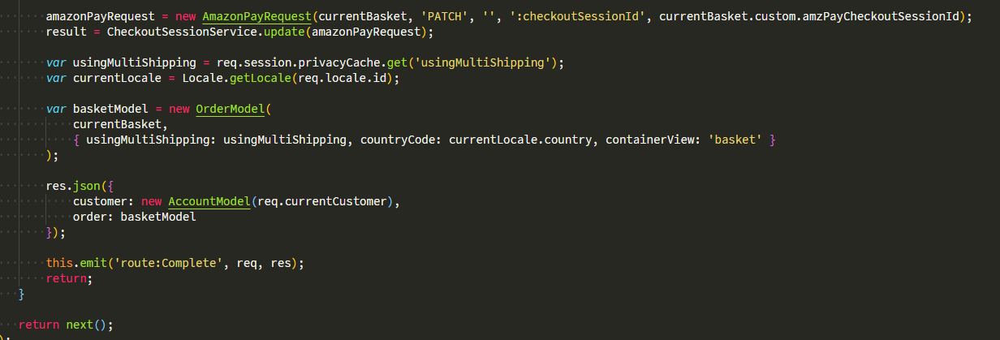 amazonPayRequest = new AmazonPayRequest(currentBasket, 'PATCH', '', ':checkoutSessionId', currentBasket.custom.amzPayCheckoutSessionId);
result = CheckoutSessionService.update(amazonPayRequest);
var usingMultiShipping = req.session.privacyCache.get('usingMultiShipping');
var currentLocale = Locale.getLocale(req.locale.id);
var basketModel = new OrderModel(
currentBasket,
{ usingMultiShipping: usingMultiShipping, countryCode: currentLocale.country, containerView: 'basket' }
);
res.json({
customer: new AccountModel(req.currentCustomer),
order: basketModel
});
this.emit('route:Complete', req, res);
return;
}
return next();
);